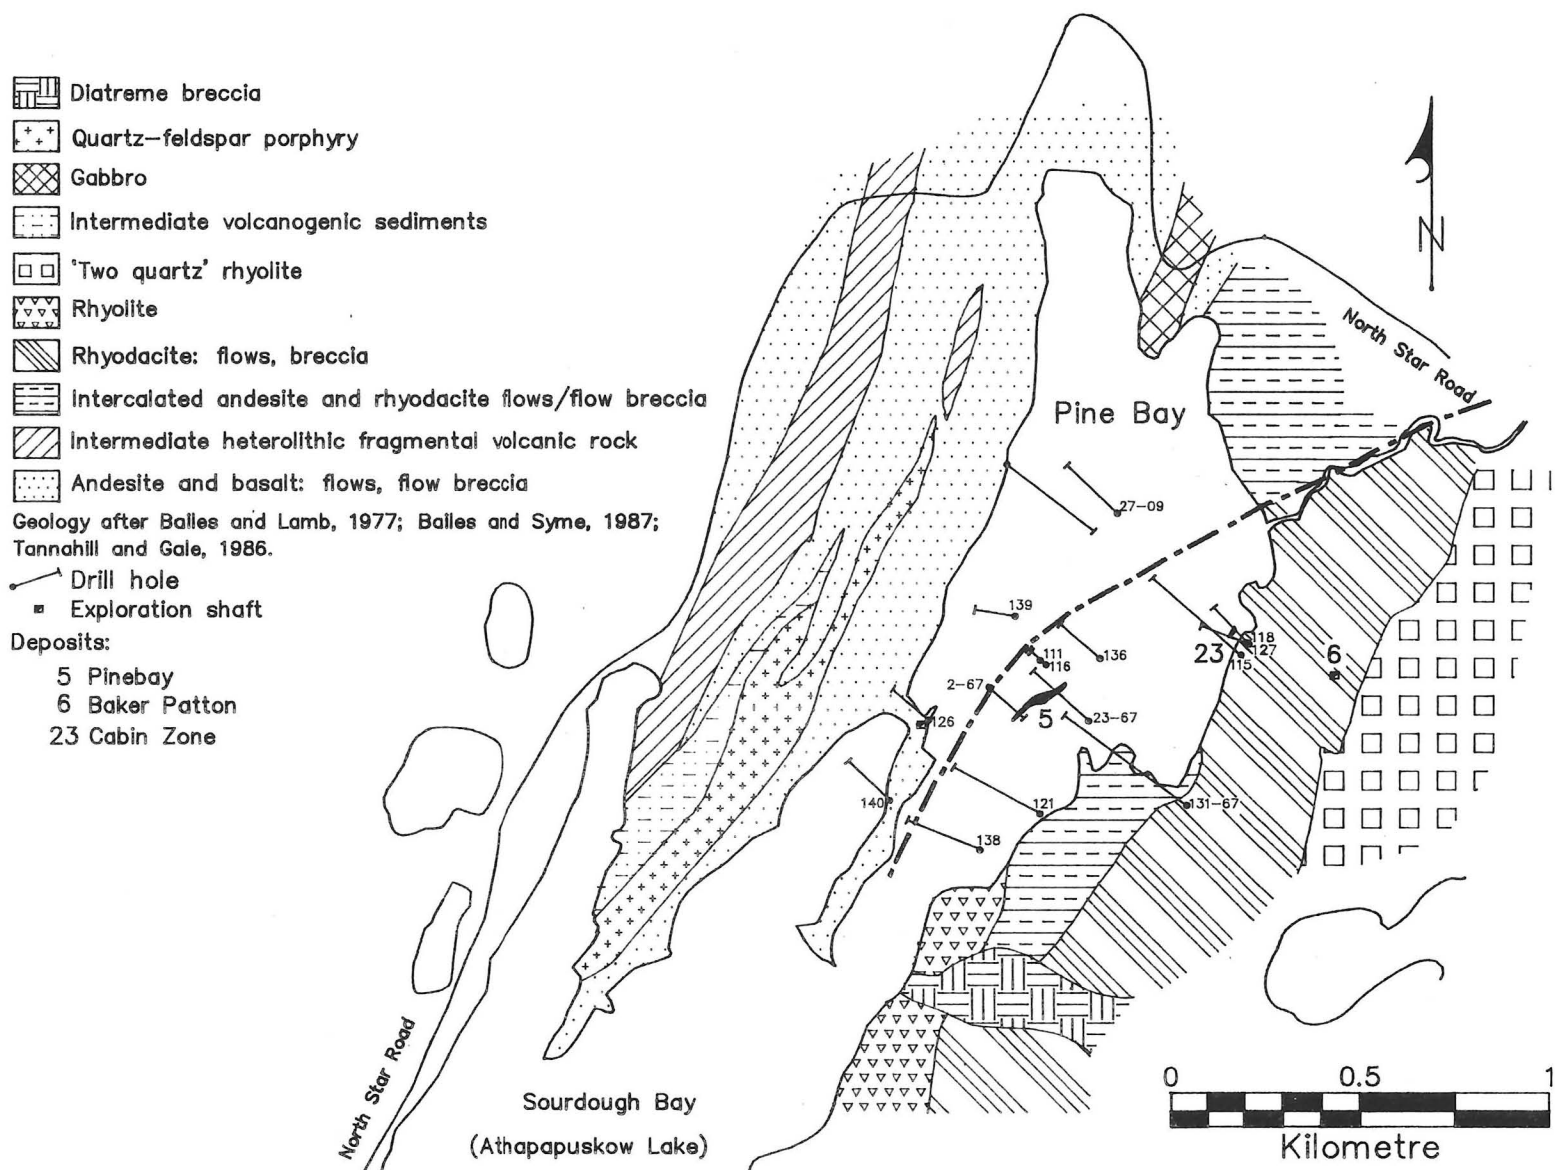 Diatreme breccia
Quartz-feldspar porphyry
Gabbro
Intermediate volcanogenic sediments
'Two quartz' rhyolite
Rhyolite
Rhyodacite: flows, breccia
Intercalated andesite and rhyodacite flows/flow breccia
Intermediate heterolithic fragmental volcanic rock
Andesite and basalt: flows, flow breccia
Geology after Bailes and Lamb, 1977; Bailes and Syme, 1987;
Tannahill and Gale, 1986.
Drill hole
Exploration shaft
Deposits:
5 Pinebay
6 Baker Patton
23 Cabin Zone
N
North Star Road
Pine Bay
27-09
139
136
111
116
118
127
115
23
6
2-67
5
23-67
126
140
121
131-67
138
North Star Road
Sourdough Bay
(Athapapuskow Lake)
0 0.5 1
Kilometre